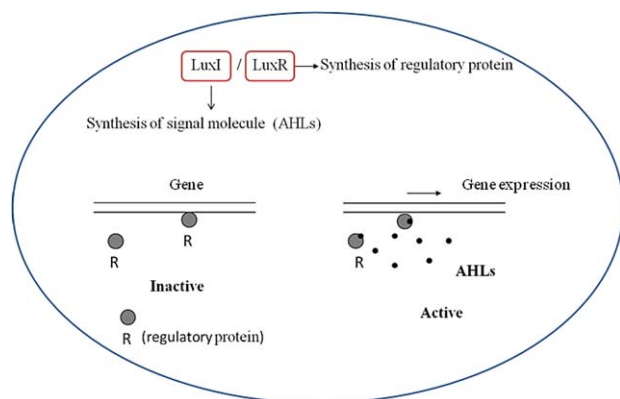 LuxI / LuxR Synthesis of regulatory protein
Synthesis of signal molecule (AHLs)
Gene
Gene expression
R
R
R
Inactive
AHLs
Active
R (regulatory protein)